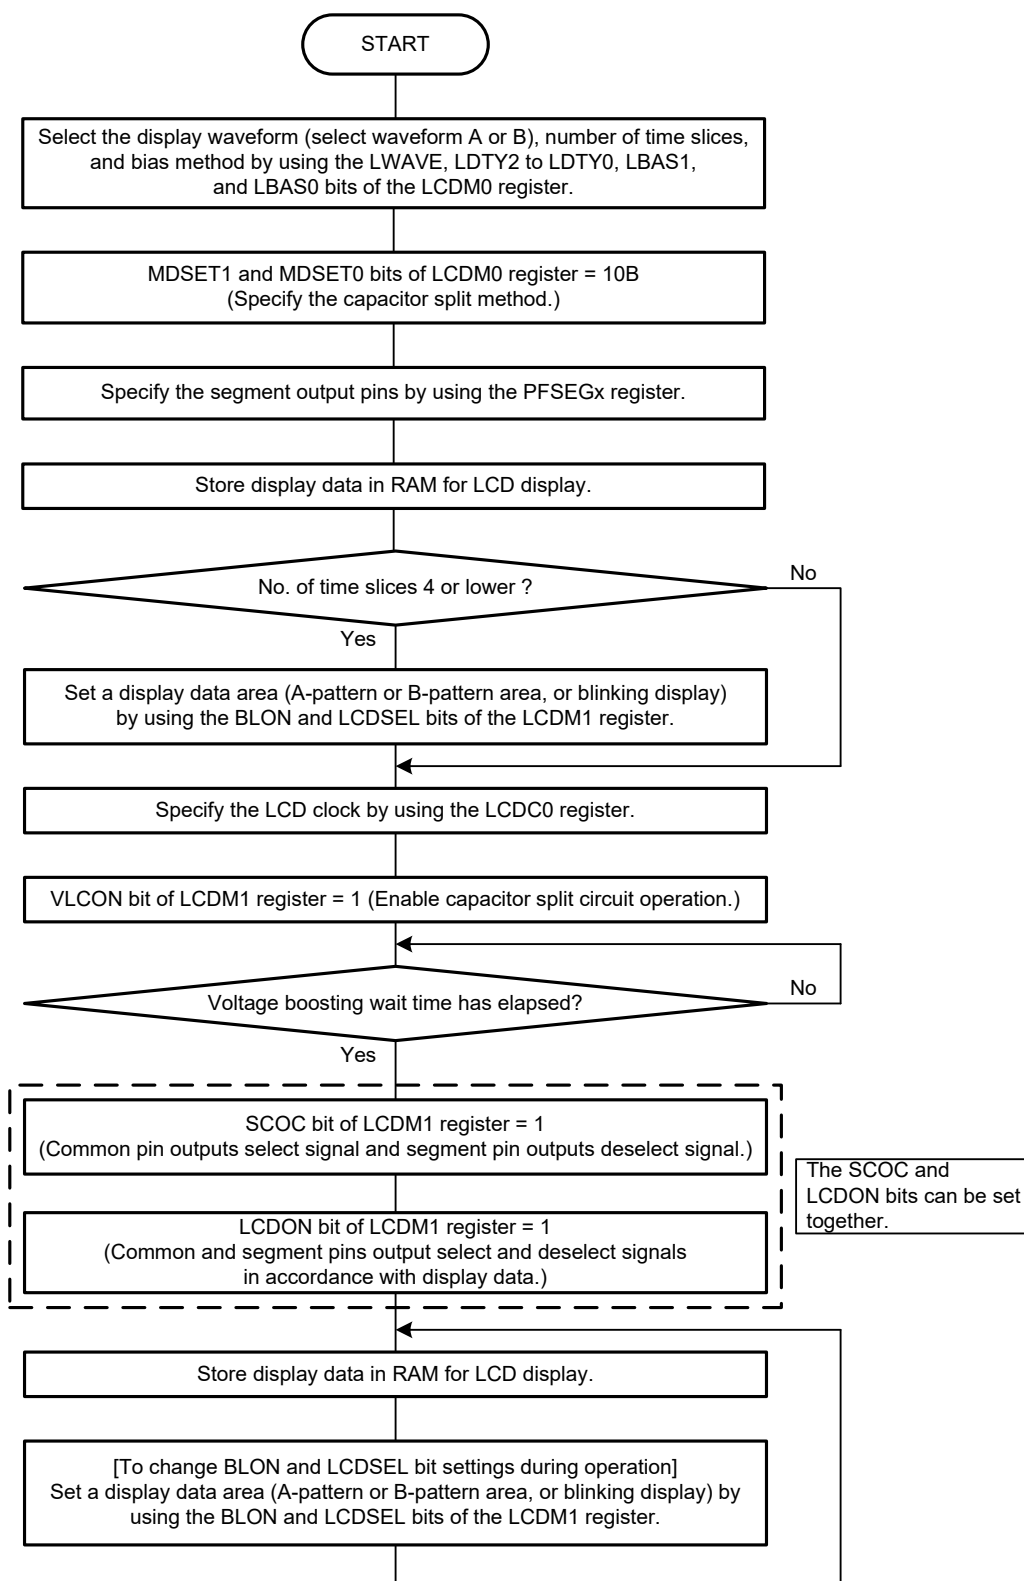 START
Select the display waveform (select waveform A or B), number of time slices,
and bias method by using the LWAVE, LDTY2 to LDTY0, LBAS1,
and LBAS0 bits of the LCDM0 register.
MDSET1 and MDSET0 bits of LCDM0 register = 10B
(Specify the capacitor split method.)
Specify the segment output pins by using the PFSEGx register.
Store display data in RAM for LCD display.
No. of time slices 4 or lower ?
No
Yes
Set a display data area (A-pattern or B-pattern area, or blinking display)
by using the BLON and LCDSEL bits of the LCDM1 register.
Specify the LCD clock by using the LCDC0 register.
VLCON bit of LCDM1 register = 1 (Enable capacitor split circuit operation.)
Voltage boosting wait time has elapsed?
No
Yes
SCOC bit of LCDM1 register = 1
(Common pin outputs select signal and segment pin outputs deselect signal.)
The SCOC and
LCDON bits can be set
together.
LCDON bit of LCDM1 register = 1
(Common and segment pins output select and deselect signals
in accordance with display data.)
Store display data in RAM for LCD display.
[To change BLON and LCDSEL bit settings during operation]
Set a display data area (A-pattern or B-pattern area, or blinking display) by
using the BLON and LCDSEL bits of the LCDM1 register.